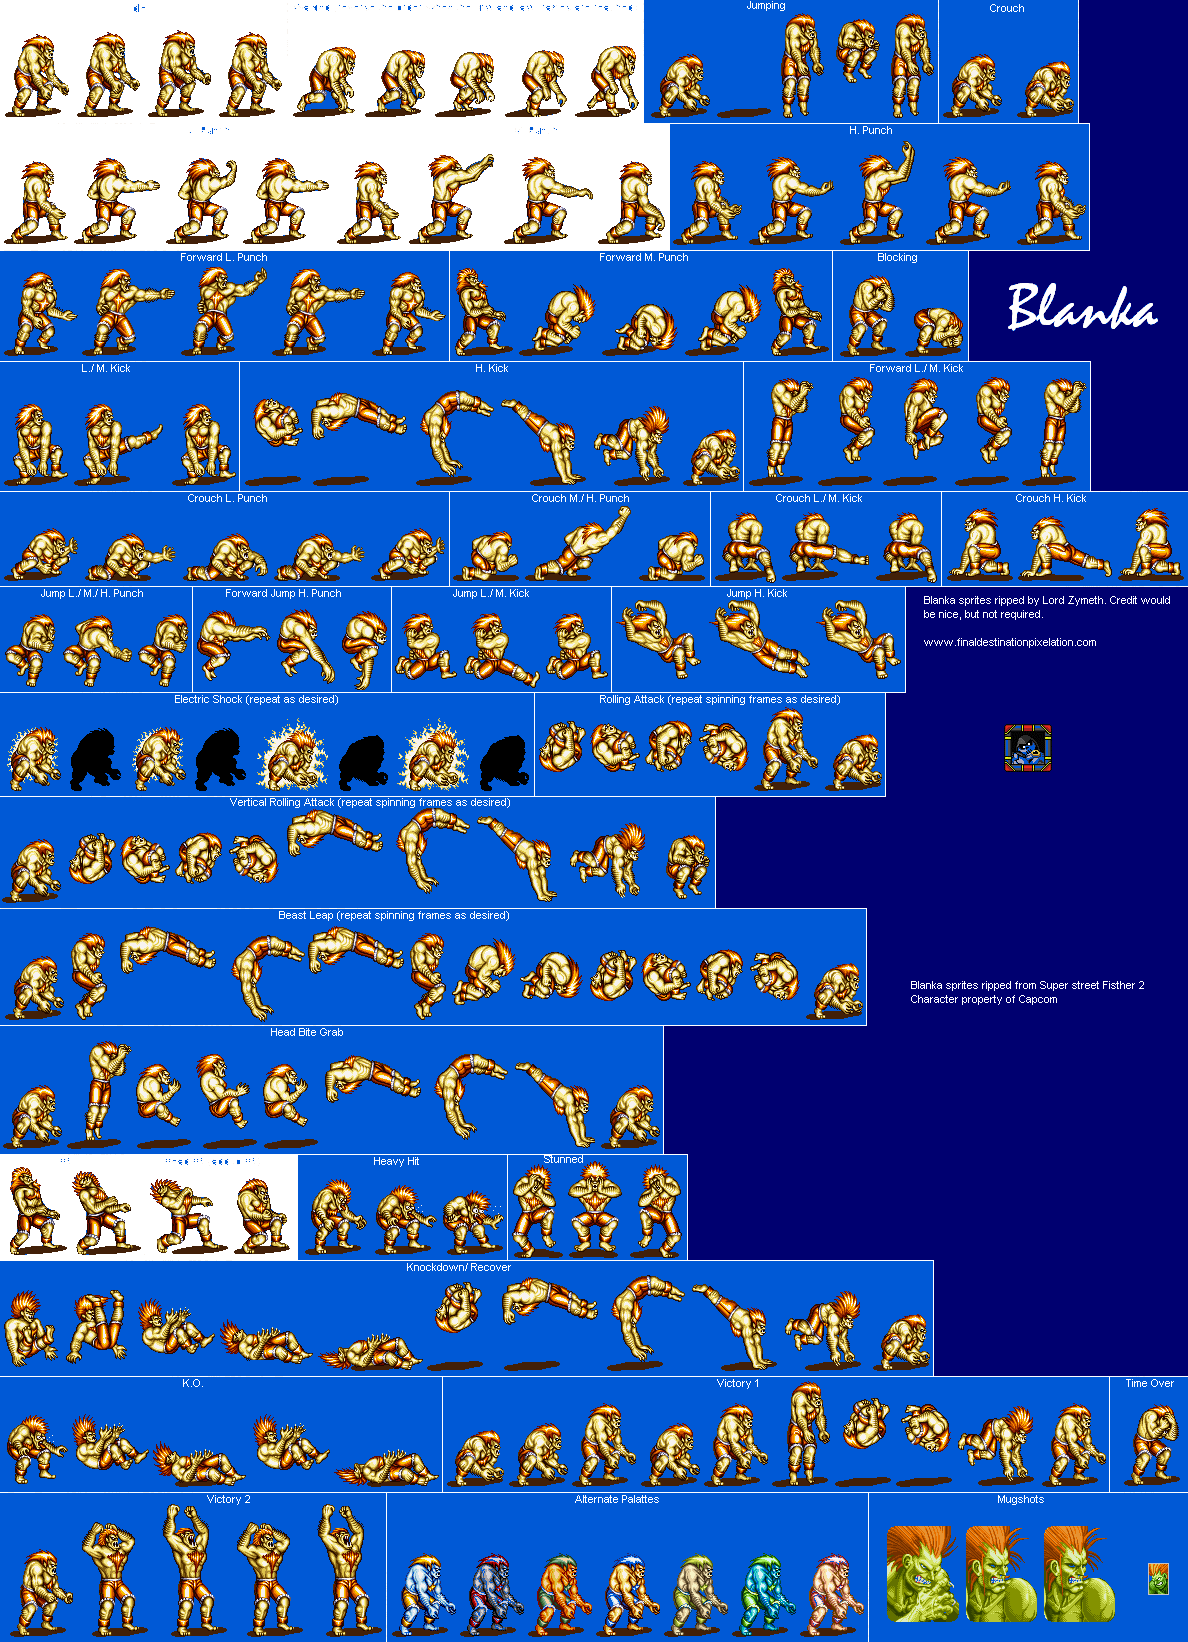 Jumping
Crouch
H. Punch
Forward L. Punch
Forward M. Punch
Blocking
Blanka
L./ M. Kick
H. Kick
Forward L./ M. Kick
Crouch L. Punch
Crouch M./ H. Punch
Crouch L./ M. Kick
Crouch H. Kick
Jump L./ M./ H. Punch
Forward Jump H. Punch
Jump L./ M. Kick
Jump H. Kick
Blanka sprites ripped by Lord Zymeth. Credit would
be nice, but not required.
www.finaldestinationpixelation.com
Electric Shock (repeat as desired)
Rolling Attack (repeat spinning frames as desired)
Vertical Rolling Attack (repeat spinning frames as desired)
Beast Leap (repeat spinning frames as desired)
Blanka sprites ripped from Super street Fisther 2
Character property of Capcom
Head Bite Grab
Heavy Hit
Stunned
Knockdown/ Recover
K.O.
Victory 1
Time Over
Victory 2
Alternate Palattes
Mugshots